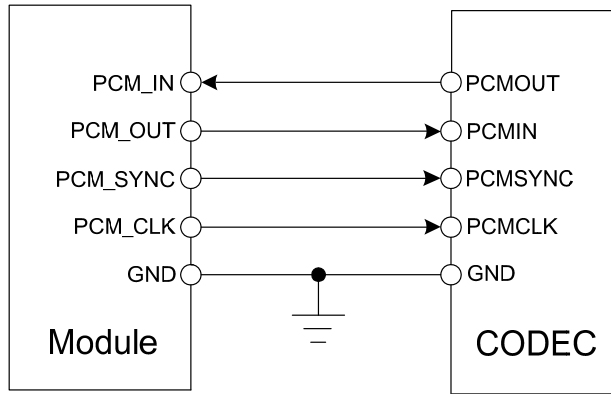 PCM_IN
PCMOUT
PCM_OUT
PCMIN
PCM_SYNC
PCMSYNC
PCM_CLK
PCMCLK
GND
GND
Module
CODEC